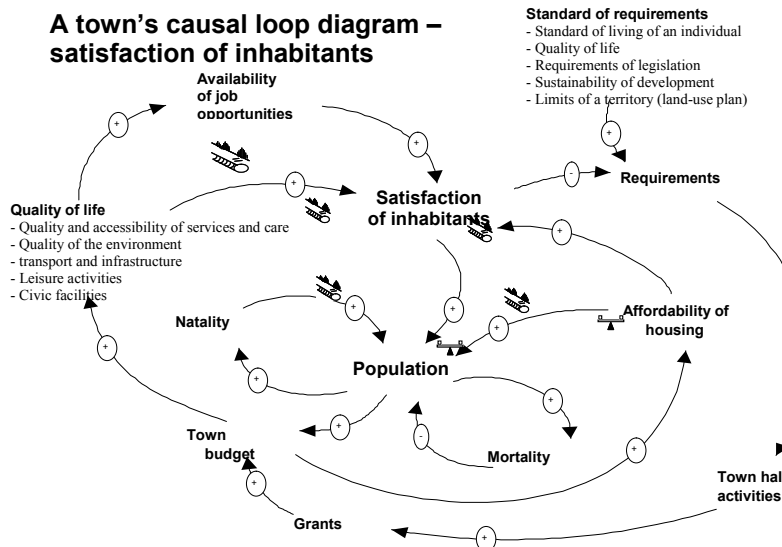 A town's causal loop diagram –
satisfaction of inhabitants
Standard of requirements
- Standard of living of an individual
- Quality of life
- Requirements of legislation
- Sustainability of development
- Limits of a territory (land-use plan)
Availability
of job
opportunities
+
+
+
+
-
Requirements
Satisfaction
of inhabitants
Quality of life
- Quality and accessibility of services and care
- Quality of the environment
- transport and infrastructure
- Leisure activities
- Civic facilities
+
+
+
+
Natality
Affordability of
housing
+
Population
+
+
+
-
+
Town
budget
Mortality
+
Town hal
activities
Grants
+